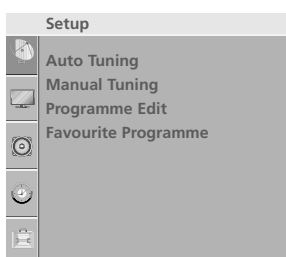 Setup
Auto Tuning
Manual Tuning
Programme Edit
Favourite Programme